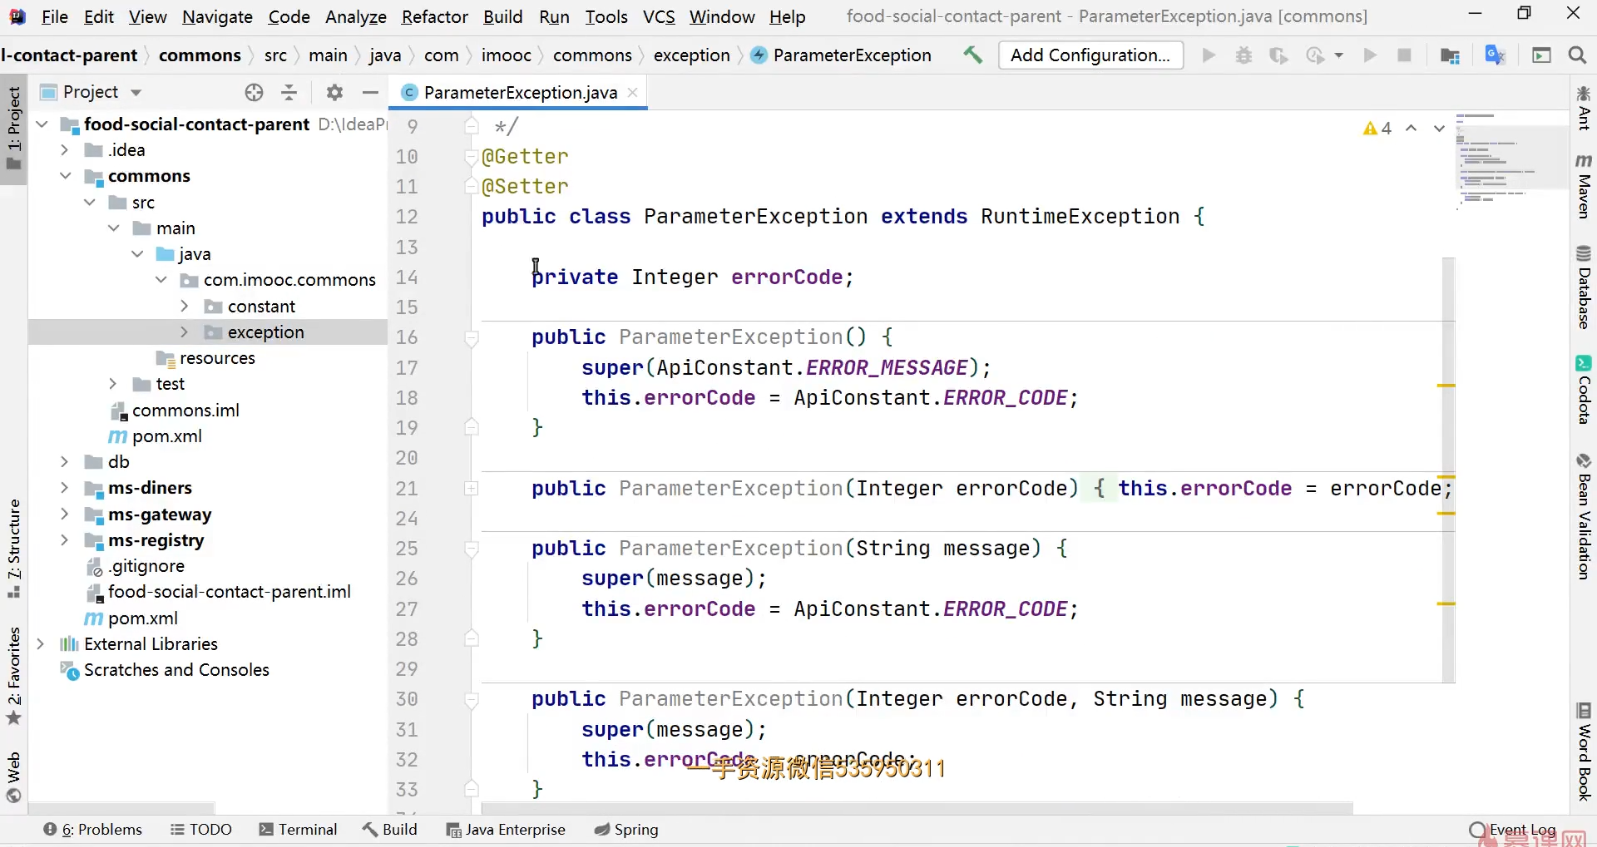 File Edit View Navigate Code Analyze Refactor Build Run Tools VCS Window Help food-social-contact-parent - ParameterException.java [commons]
l-contact-parent commons src main java com imooc commons exception ParameterException Add Configuration...
1: Project
Project
ParameterException.java
food-social-contact-parent D:\IdeaPr
.idea
commons
src
main
java
com.imooc.commons
constant
exception
resources
test
commons.iml
pom.xml
db
ms-diners
ms-gateway
ms-registry
.gitignore
food-social-contact-parent.iml
pom.xml
External Libraries
Scratches and Consoles
7: Structure
2: Favorites
Web
4
9 */
10 @Getter
11 @Setter
12 public class ParameterException extends RuntimeException {
13
14 private Integer errorCode;
15
16 public ParameterException() {
17 super(ApiConstant.ERROR_MESSAGE);
18 this.errorCode = ApiConstant.ERROR_CODE;
19 }
20
21 public ParameterException(Integer errorCode) { this.errorCode = errorCode;
24
25 public ParameterException(String message) {
26 super(message);
27 this.errorCode = ApiConstant.ERROR_CODE;
28 }
29
30 public ParameterException(Integer errorCode, String message) {
31 super(message);
32 this.errorCode = errorCode;
33 }
一手资源微信535950311
Ant
Maven
Database
Codota
Bean Validation
Word Book
6: Problems TODO Terminal Build Java Enterprise Spring Event Log
慕课网